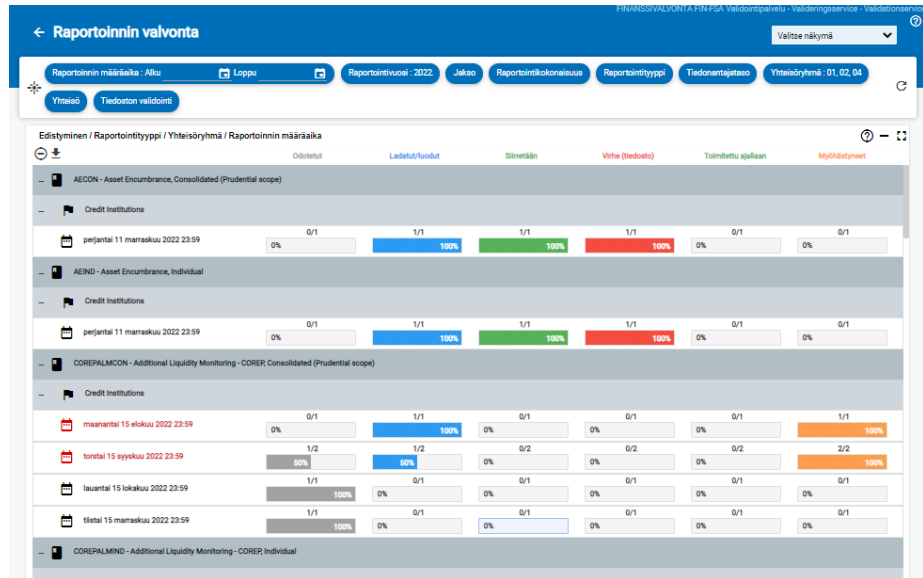 FINANSSIVALVONTA FIN-FSA Validointipalvelu - Valideringsservice - Validationservice
Raportoinnin valvonta
Valitse näkymä
Raportoinnin määräaika : Alku Loppu Raportointivuosi : 2022 Jakso Raportointikokonaisuus Raportointityyppi Tiedonantajataso Yhteisöryhmä : 01, 02, 04
Yhteisö Tiedoston validointi
Edistyminen / Raportointityyppi / Yhteisöryhmä / Raportoinnin määräaika
Odotetut Ladatut/luodut Siirretään Virhe (tiedosto) Toimitettu ajallaan Myöhästyneet
AECON - Asset Encumbrance, Consolidated (Prudential scope)
Credit Institutions
0/1 1/1 1/1 1/1 0/1 0/1
perjantai 11 marraskuu 2022 23:59 0% 100% 100% 100% 0% 0%
AEIND - Asset Encumbrance, Individual
Credit Institutions
0/1 1/1 1/1 1/1 0/1 0/1
perjantai 11 marraskuu 2022 23:59 0% 100% 100% 100% 0% 0%
COREPALMCON - Additional Liquidity Monitoring - COREP, Consolidated (Prudential scope)
Credit Institutions
0/1 1/1 0/1 0/1 0/1 1/1
maanantai 15 elokuu 2022 23:59 0% 100% 0% 0% 0% 100%
1/2 1/2 0/2 0/2 0/2 2/2
torstai 15 syyskuu 2022 23:59 50% 50% 0% 0% 0% 100%
1/1 0/1 0/1 0/1 0/1 0/1
lauantai 15 lokakuu 2022 23:59 100% 0% 0% 0% 0% 0%
1/1 0/1 0/1 0/1 0/1 0/1
tiistai 15 marraskuu 2022 23:59 100% 0% 0% 0% 0% 0%
COREPALMIND - Additional Liquidity Monitoring - COREP, Individual